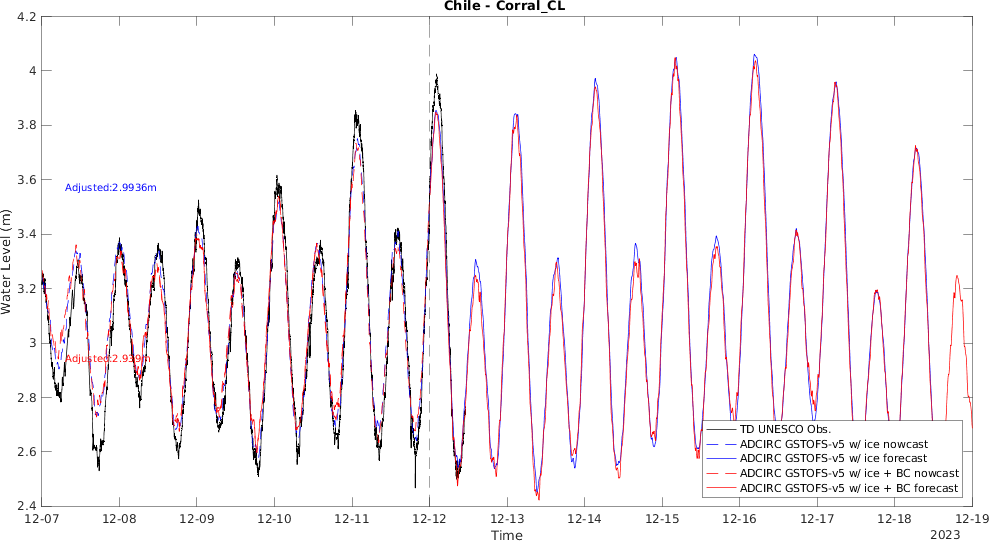 Chile - Corral_CL
4.2
4
3.8
3.6
3.4
3.2
3
2.8
2.6
2.4
Water Level (m)
Adjusted:2.9936m
Adjusted:2.939m
TD UNESCO Obs.
ADCIRC GSTOFS-v5 w/ ice nowcast
ADCIRC GSTOFS-v5 w/ ice forecast
ADCIRC GSTOFS-v5 w/ ice + BC nowcast
ADCIRC GSTOFS-v5 w/ ice + BC forecast
12-07 12-08 12-09 12-10 12-11 12-12 12-13 12-14 12-15 12-16 12-17 12-18 12-19
Time
2023